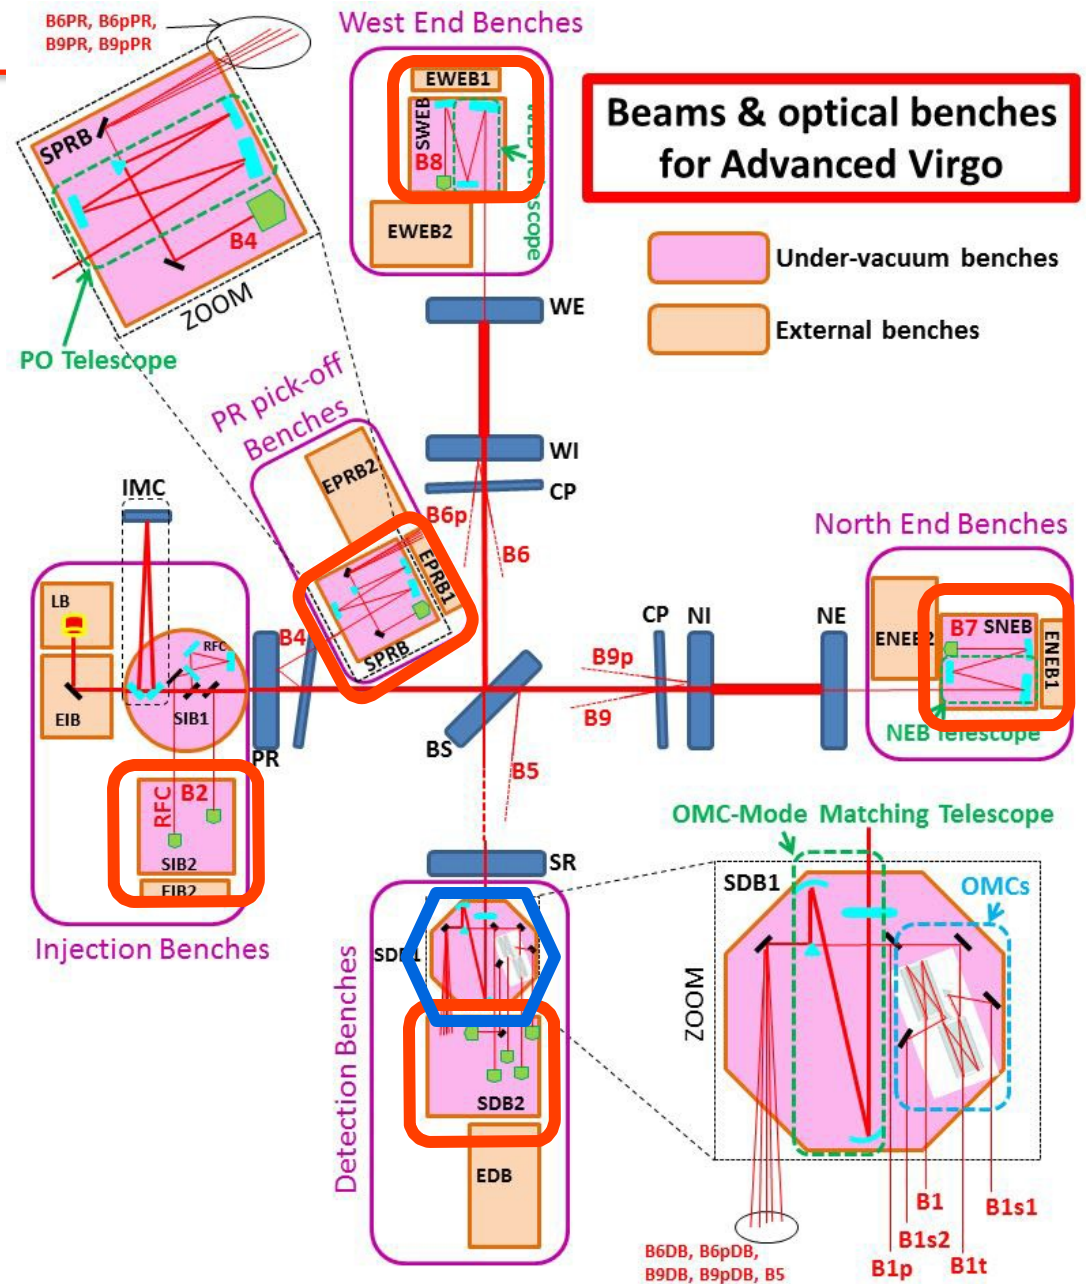 B6PR, B6pPR,
B9PR, B9pPR
West End Benches
Beams & optical benches
for Advanced Virgo
SPRB
B4
ZOOM
PO Telescope
EWEB1
SWEB
B8
EWEB2
Under-vacuum benches
External benches
WE
WI
CP
B6p
B6
PR pick-off
Benches
EPRB2
EPRB1
SPRB
IMC
LB
EIB
RFC
SIB1
PR
B4
RFC
B2
SIB2
EIB2
Injection Benches
BS
B5
B9p
B9
CP
NI
NE
North End Benches
ENEB2
B7
SNEB
ENEB1
NEB Telescope
SR
SDB2
EDB
Detection Benches
OMC-Mode Matching Telescope
SDB1
OMCs
ZOOM
B1
B1s1
B1s2
B1p
B1t
B6DB, B6pDB,
B9DB, B9pDB, B5